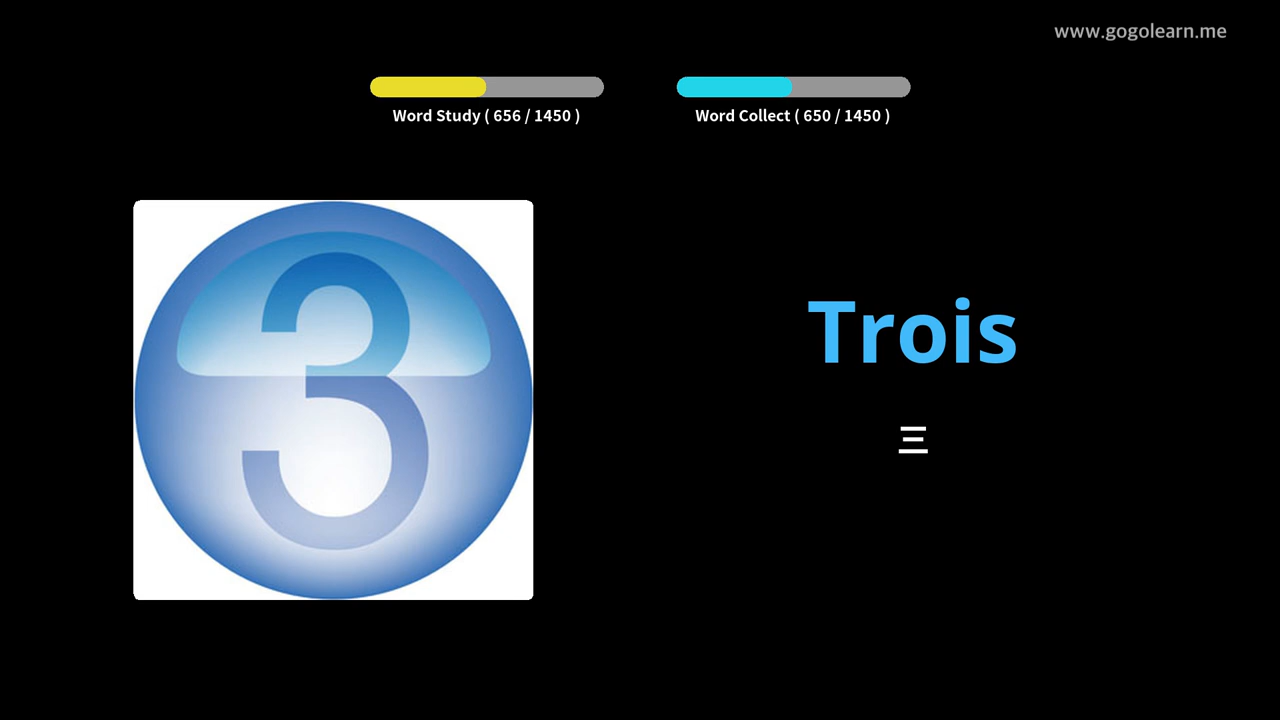 www.gogolearn.me
Word Study ( 656 / 1450 )
Word Collect ( 650 / 1450 )
3
Trois
三